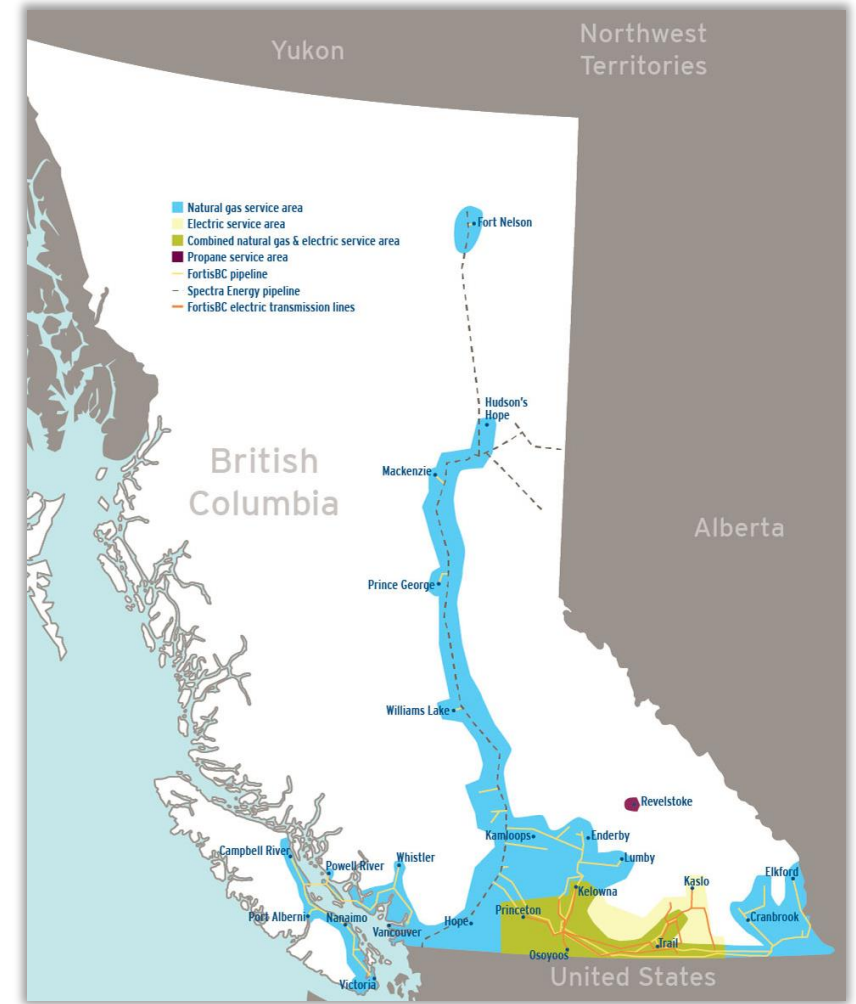 Yukon
Northwest
Territories
Natural gas service area
Electric service area
Combined natural gas & electric service area
Propane service area
FortisBC pipeline
Spectra Energy pipeline
FortisBC electric transmission lines
Fort Nelson
Hudson's
Hope
British
Columbia
Mackenzie
Alberta
Prince George
Williams Lake
Revelstoke
Kamloops
Enderby
Campbell River
Powell River
Whistler
Lumby
Elkford
Kaslo
Kelowna
Port Alberni
Nanaimo
Vancouver
Hope
Princeton
Cranbrook
Trail
Osoyoos
United States
Victoria